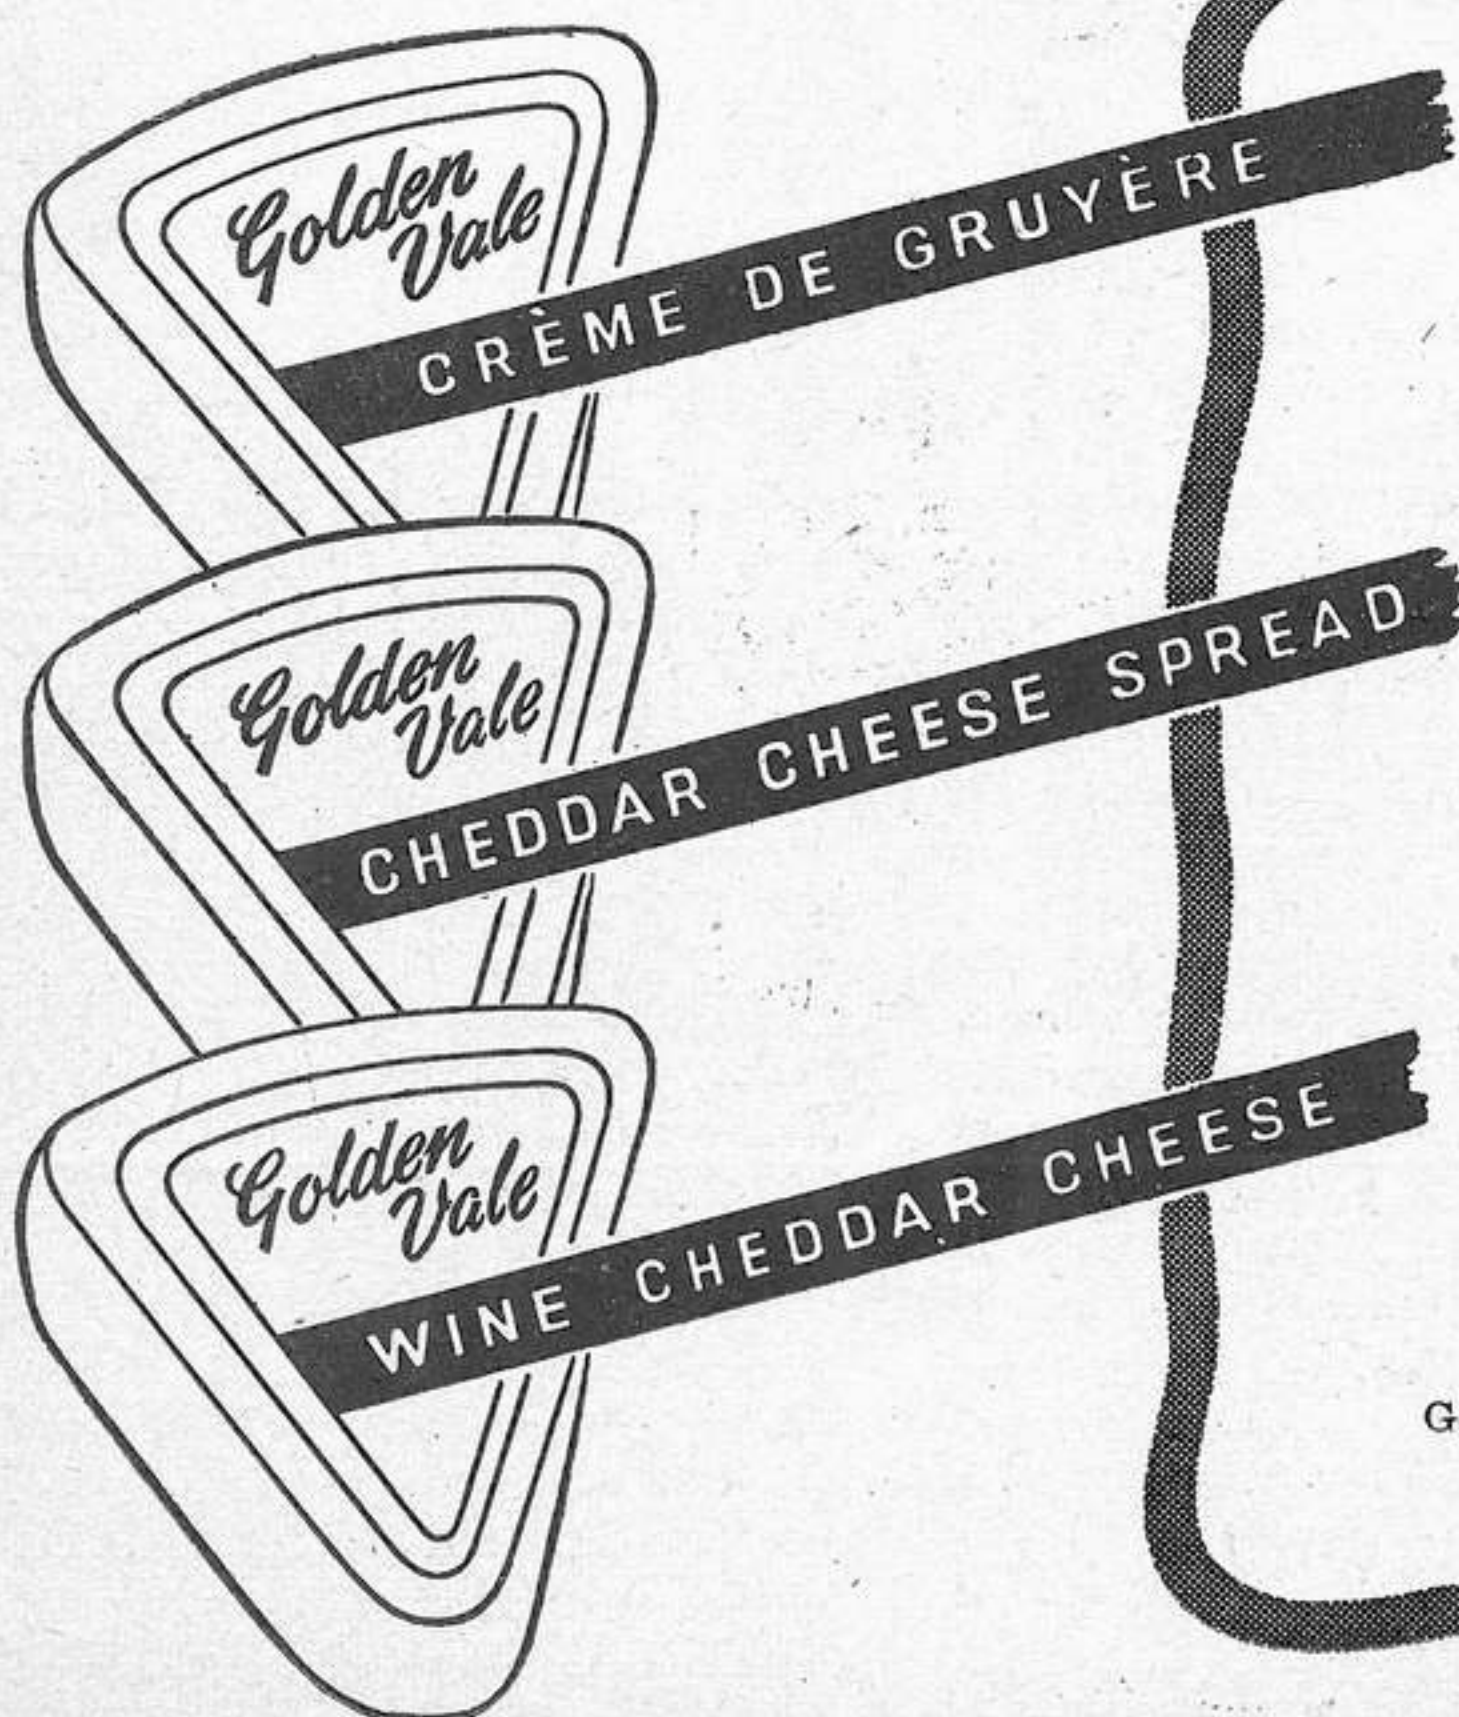 Golden
Vale
CRÈME DE GRUYÈRE
Golden
Vale
CHEDDAR CHEESE SPREAD
Golden
Vale
WINE CHEDDAR CHEESE
G